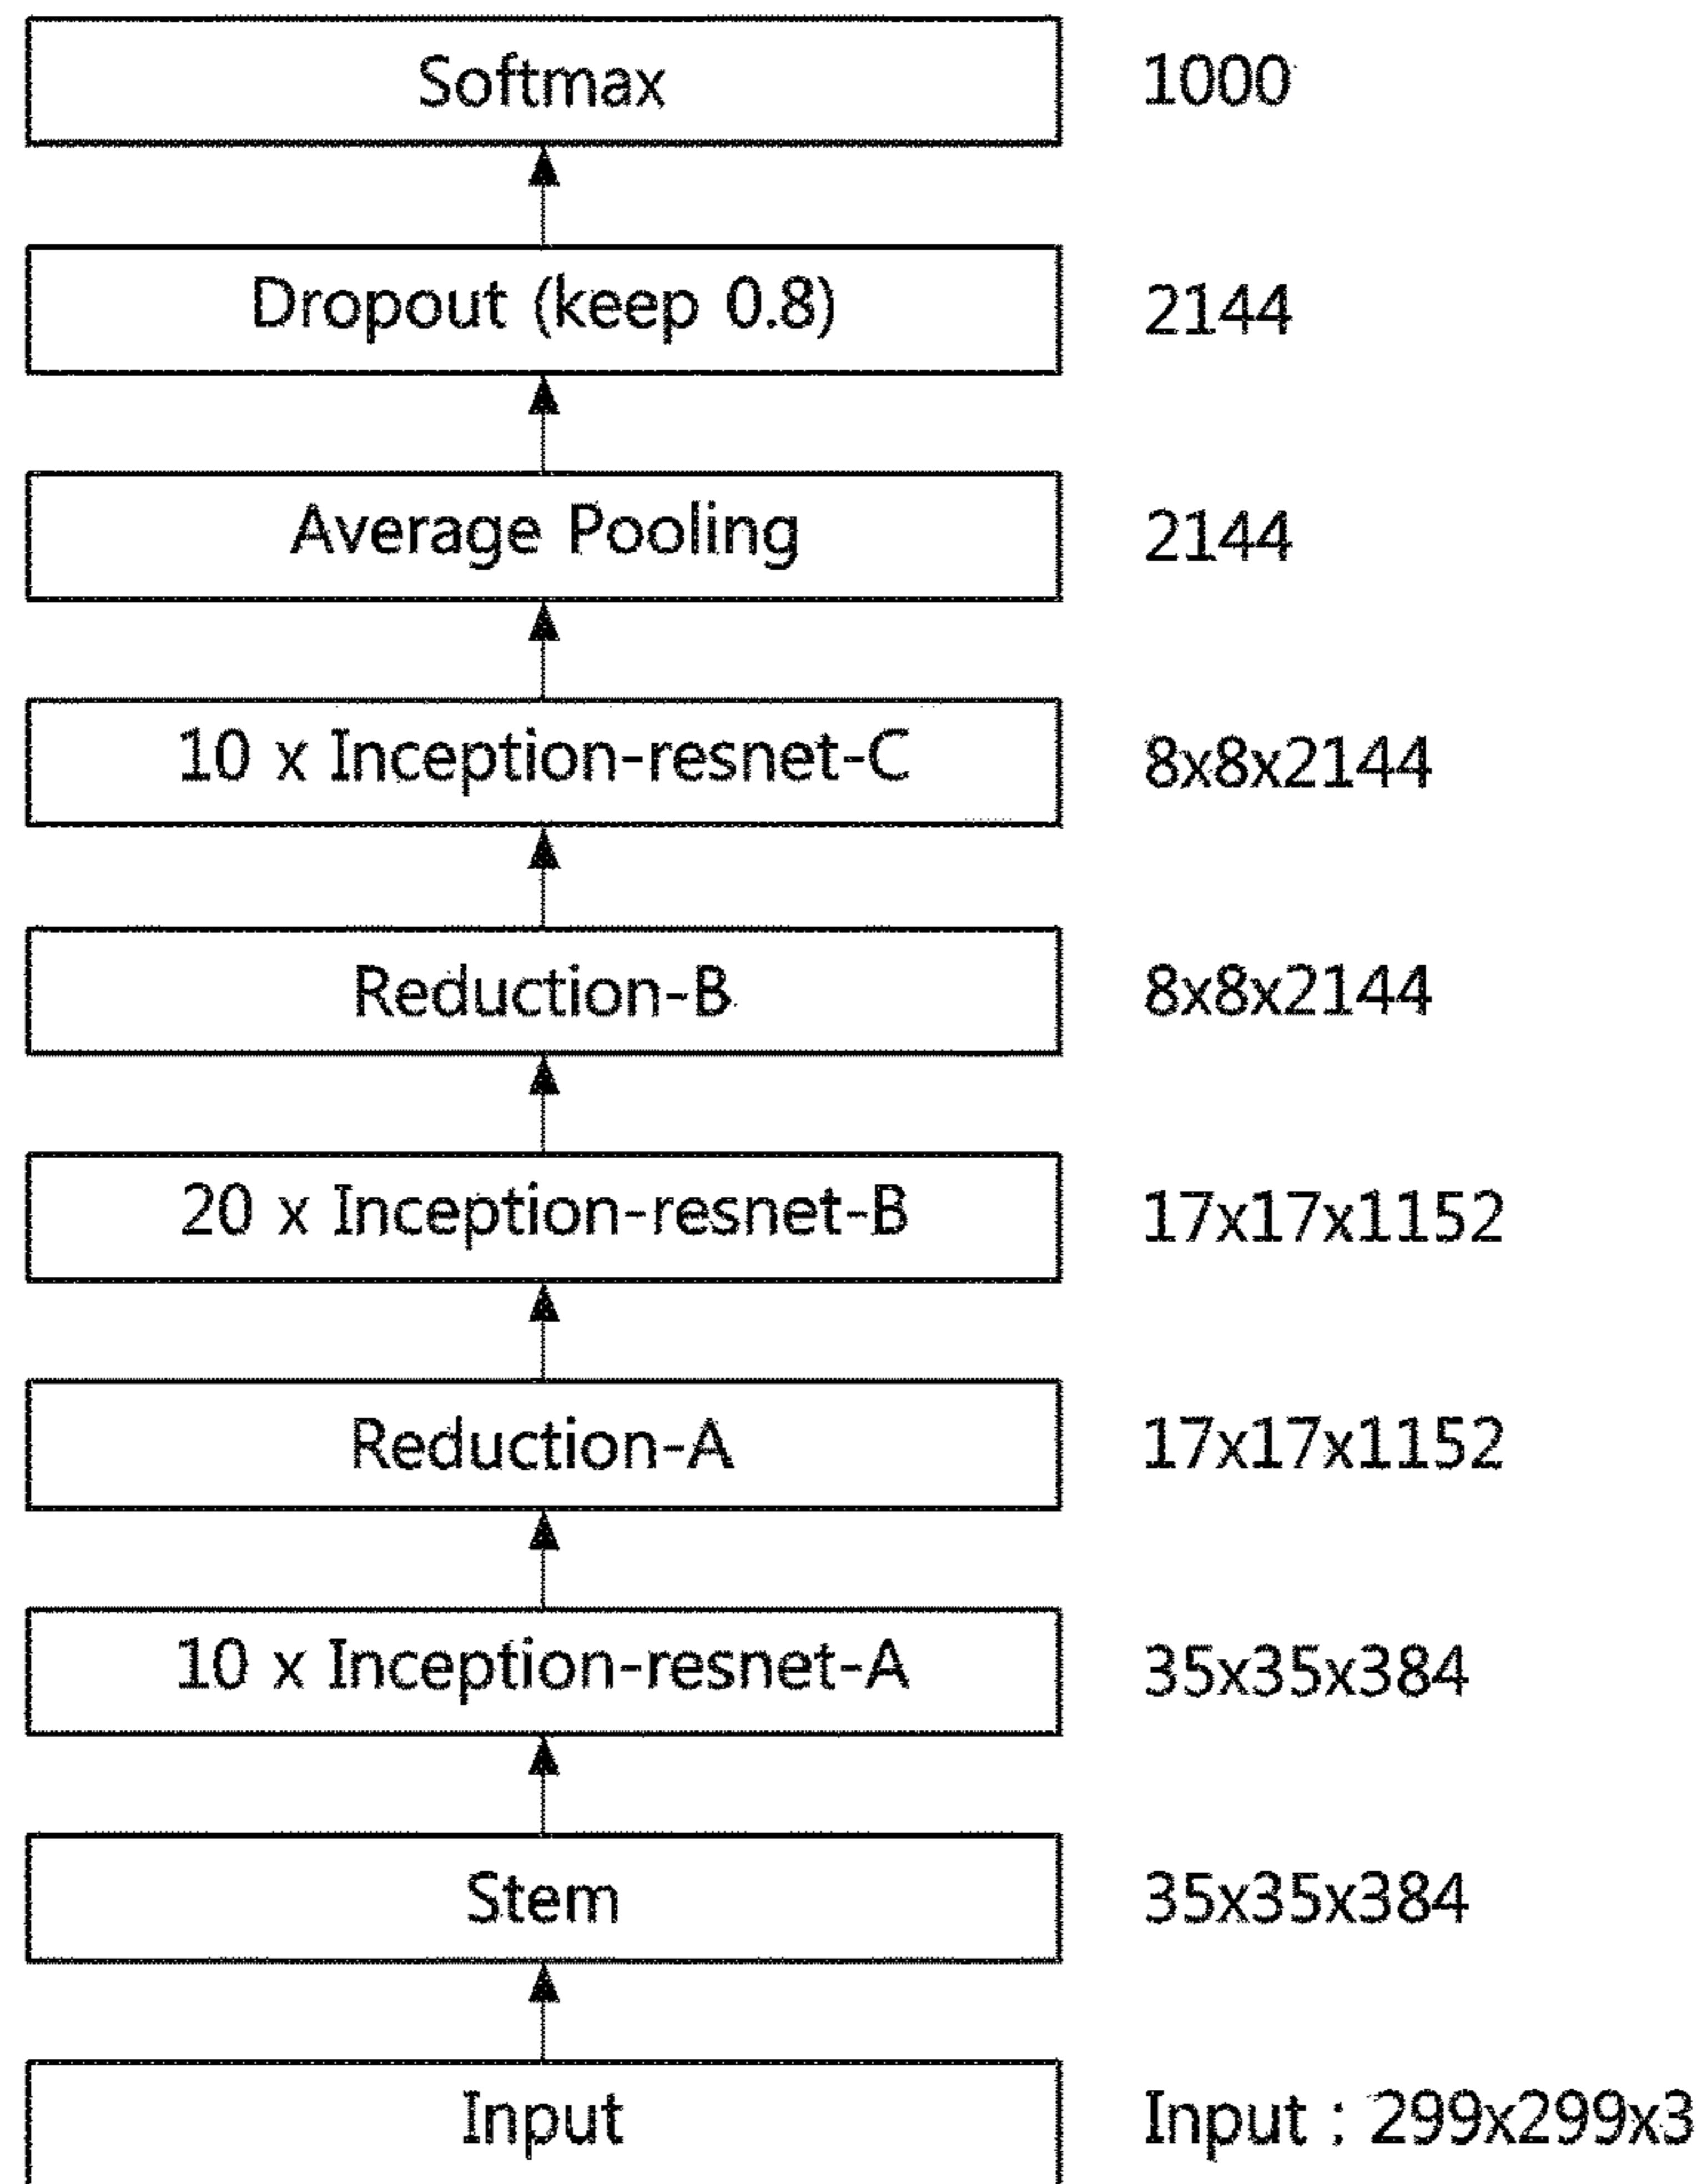 Softmax 1000
Dropout (keep 0.8) 2144
Average Pooling 2144
10 x Inception-resnet-C 8x8x2144
Reduction-B 8x8x2144
20 x Inception-resnet-B 17x17x1152
Reduction-A 17x17x1152
10 x Inception-resnet-A 35x35x384
Stem 35x35x384
Input Input : 299x299x3